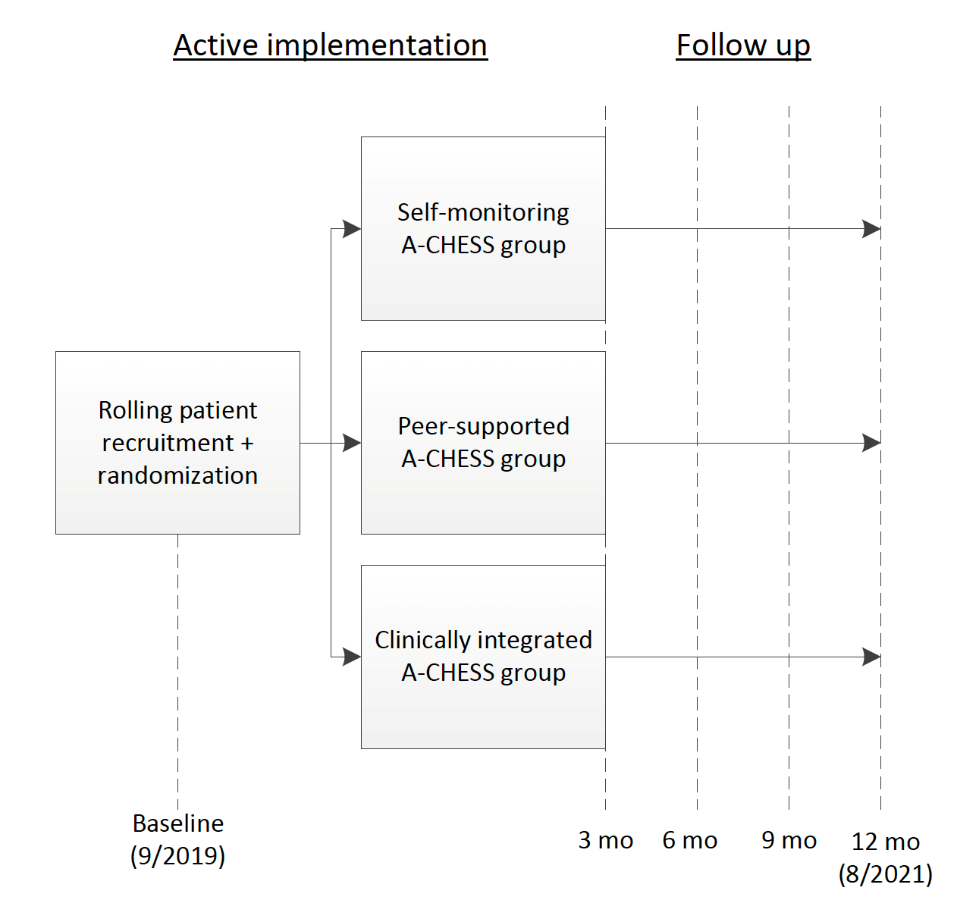 Active implementation
Follow up
Self-monitoring
A-CHESS group
Rolling patient
recruitment +
randomization
Peer-supported
A-CHESS group
Clinically integrated
A-CHESS group
Baseline
(9/2019)
3 mo
6 mo
9 mo
12 mo
(8/2021)